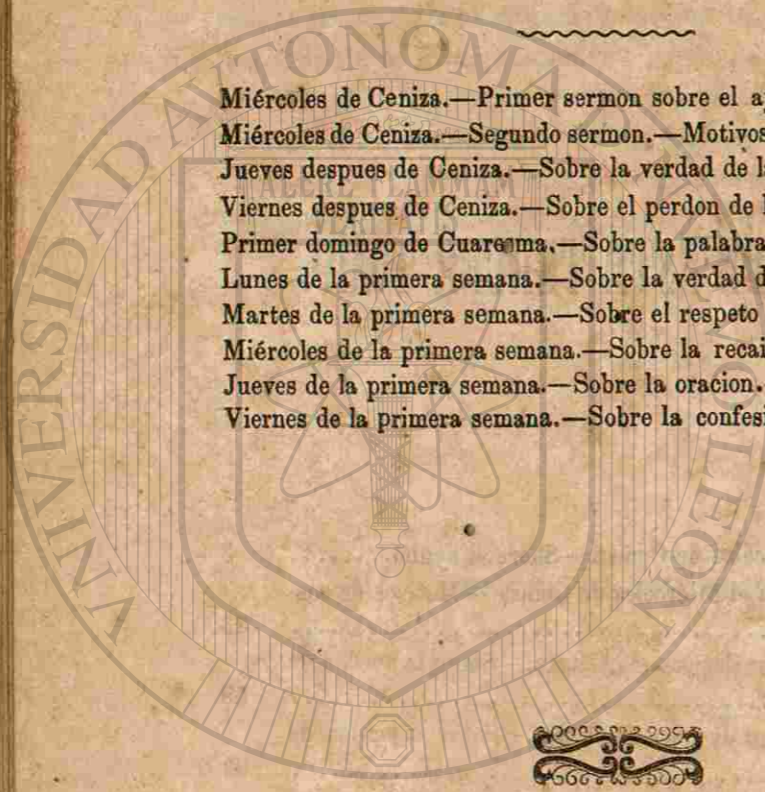 Miércoles de Ceniza.—Primer sermon sobre el a
Miércoles de Ceniza.—Segundo sermon.—Motivos
Jueves despues de Ceniza.—Sobre la verdad de l
Viernes despues de Ceniza.—Sobre el perdon de
Primer domingo de Cuaresma.—Sobre la palabra
Lunes de la primera semana.—Sobre la verdad d
Martes de la primera semana.—Sobre el respeto
Miércoles de la primera semana.—Sobre la recai
Jueves de la primera semana.—Sobre la oracion.
Viernes de la primera semana.—Sobre la confesi
UNIVERSIDAD AUTONOMA
LEON